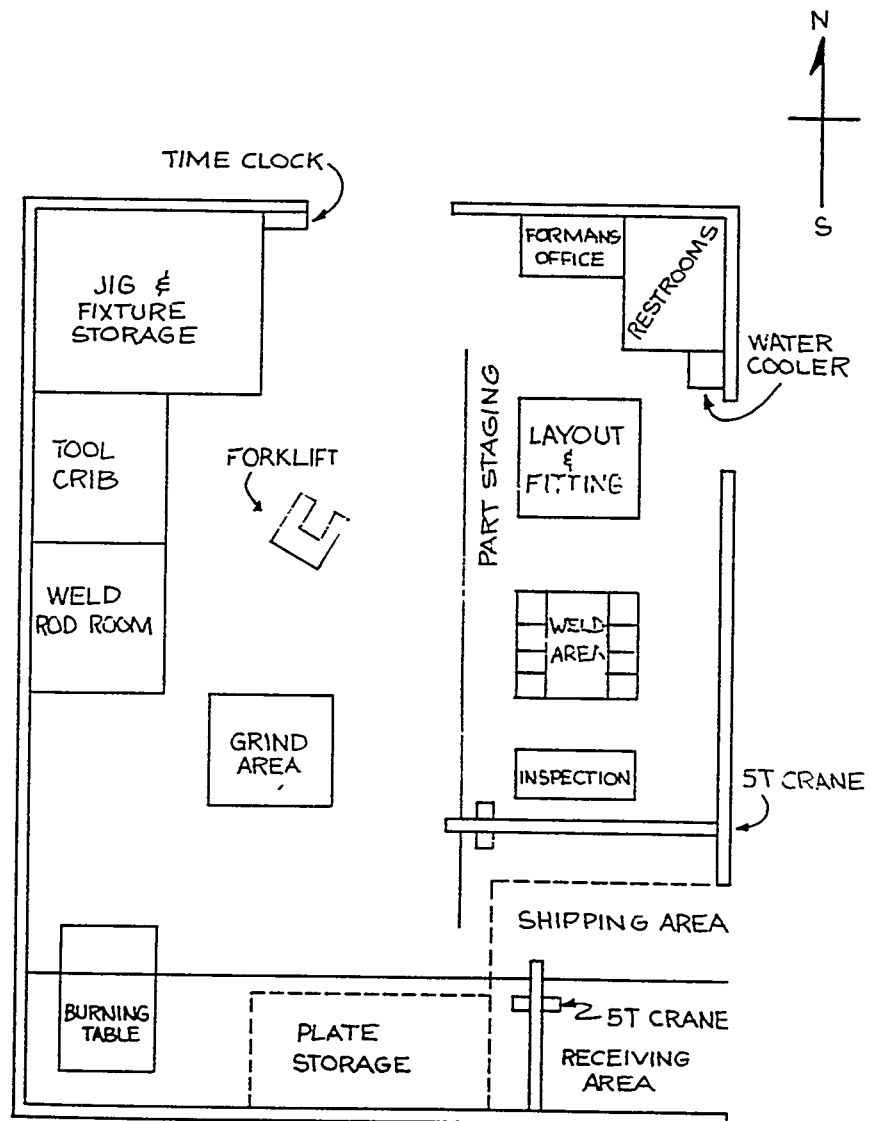 N
S
TIME CLOCK
JIG &
FIXTURE
STORAGE
FORMANS
OFFICE
RESTROOMS
WATER
COOLER
TOOL
CRIB
FORKLIFT
PART STAGING
LAYOUT
&
FITTING
WELD
ROD ROOM
WELD
AREA
GRIND
AREA
INSPECTION
5T CRANE
SHIPPING AREA
BURNING
TABLE
PLATE
STORAGE
5T CRANE
RECEIVING
AREA